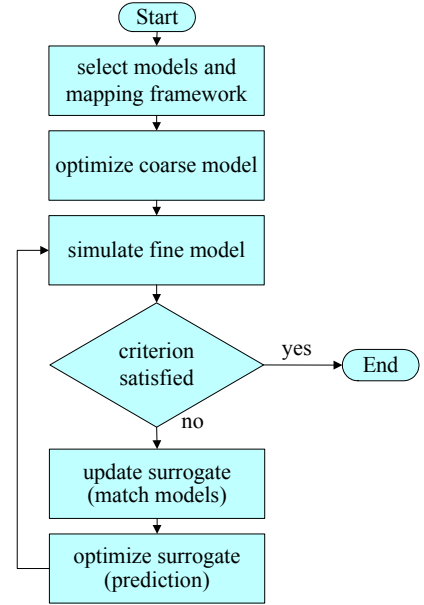 Start
select models and
mapping framework
optimize coarse model
simulate fine model
criterion
satisfied
yes
End
no
update surrogate
(match models)
optimize surrogate
(prediction)